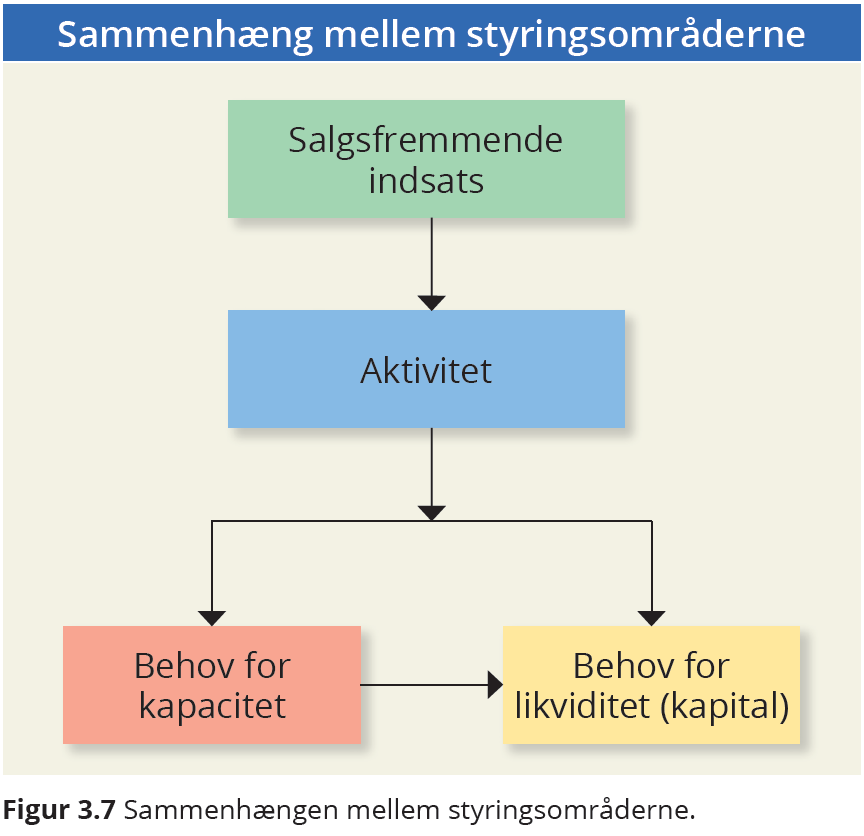 Sammenhæng mellem styringsområderne
Salgsfremmende
indsats
Aktivitet
Behov for
kapacitet
Behov for
likviditet (kapital)
Figur 3.7 Sammenhængen mellem styringsområderne.